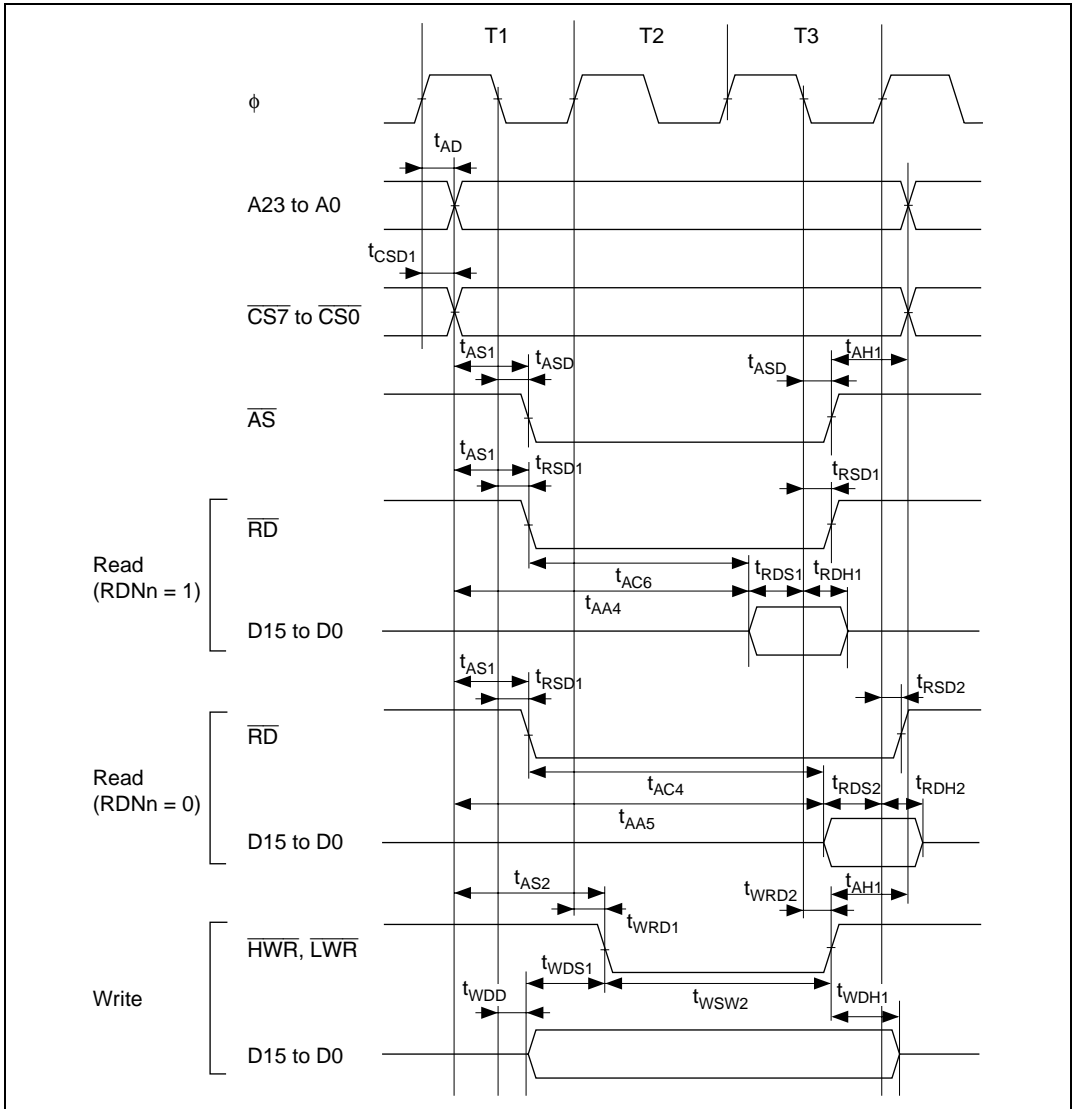 T1 T2 T3
ϕ
tAD
A23 to A0
tCSD1
CS7 to CS0
tAS1 tASD tASD tAH1
AS
tAS1 tRSD1 tRSD1
RD
Read
(RDNn = 1)
tAC6 tRDS1 tRDH1
tAA4
D15 to D0
tAS1 tRSD1 tRSD2
RD
Read
(RDNn = 0)
tAC4 tRDS2 tRDH2
tAA5
D15 to D0
tAS2 tWRD2 tAH1
tWRD1
HWR, LWR
tWDS1
Write
tWDD tWSW2 tWDH1
D15 to D0